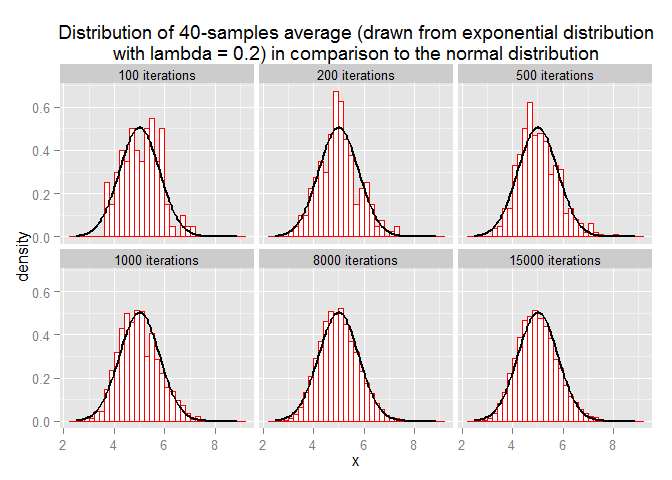 Distribution of 40-samples average (drawn from exponential distribution
with lambda = 0.2) in comparison to the normal distribution
100 iterations
200 iterations
500 iterations
0.6
0.4
0.2
0.0
density
1000 iterations
8000 iterations
15000 iterations
0.6
0.4
0.2
0.0
2 4 6 8
2 4 6 8
2 4 6 8
x